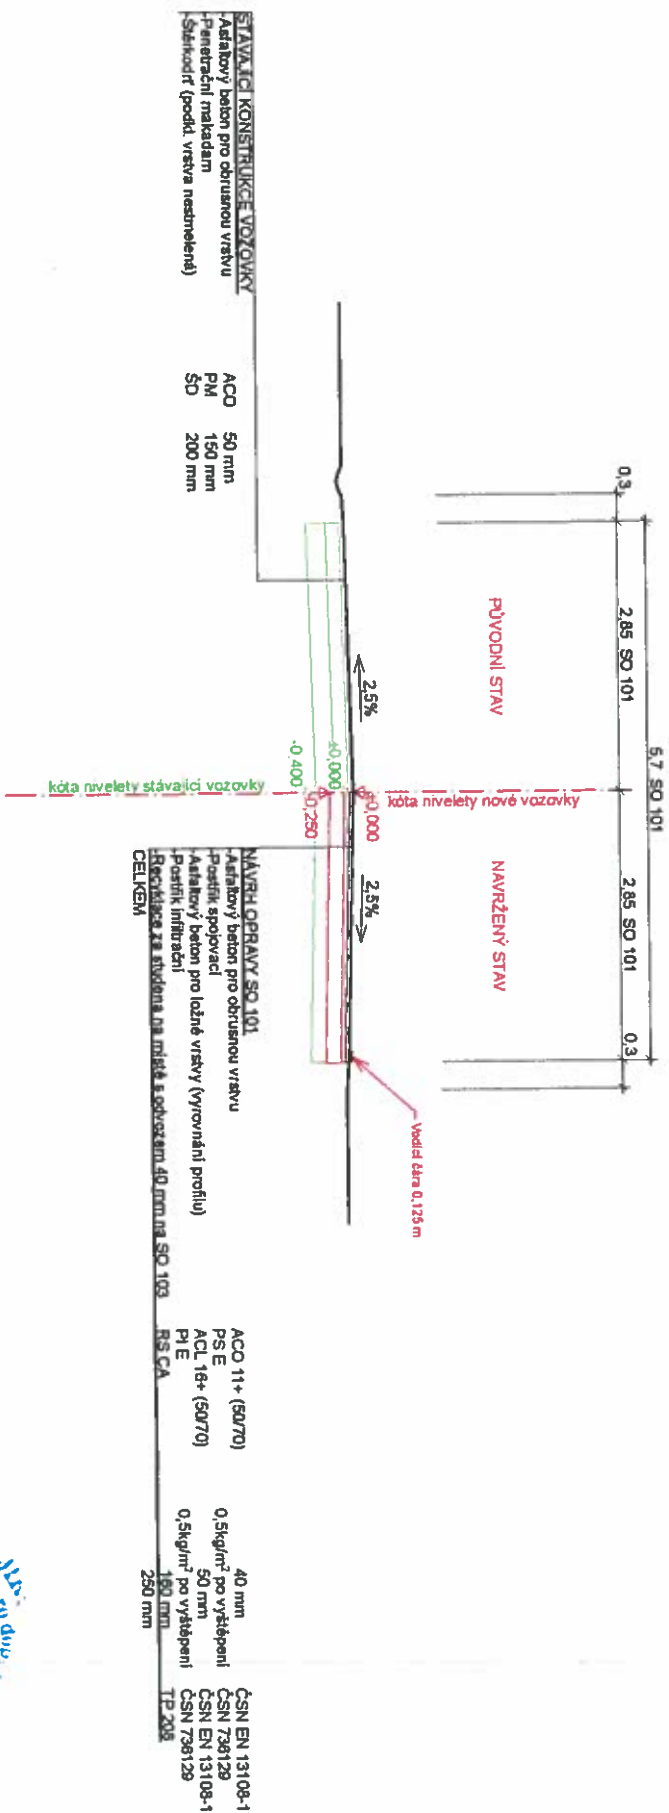 5,7 SO 101
0,3
2,85 SO 101
2,85 SO 101
0,3
PŮVODNÍ STAV
NAVRŽENÝ STAV
Vodící čára 0,125 m
2,5%
2,5%
kóta nivelety nové vozovky
±0,000
-0,250
±0,000
-0,400
kóta nivelety stávající vozovky
STÁVAJÍCÍ KONSTRUKCE VOZOVKY
-Asfaltový beton pro obrusnou vrstvu ACO 50 mm
-Penetrační makadam PM 150 mm
-Štěrkodrť (podkl. vrstva nestmelená) ŠD 200 mm
NÁVRH OPRAVY SO 101
-Asfaltový beton pro obrusnou vrstvu ACO 11+ (50/70) 40 mm ČSN EN 13108-1
-Postřik spojovací PS E 0,5kg/m² po vyštěpení ČSN 736129
-Asfaltový beton pro ložné vrstvy (vyrovnání profilu) ACL 16+ (50/70) 50 mm ČSN EN 13108-1
-Postřik infiltrační PI E 0,5kg/m² po vyštěpení ČSN 736129
-Recyklace za studena na místě s odvozem 40 mm na SO 103 RS CA 160 mm TP 208
CELKEM 250 mm